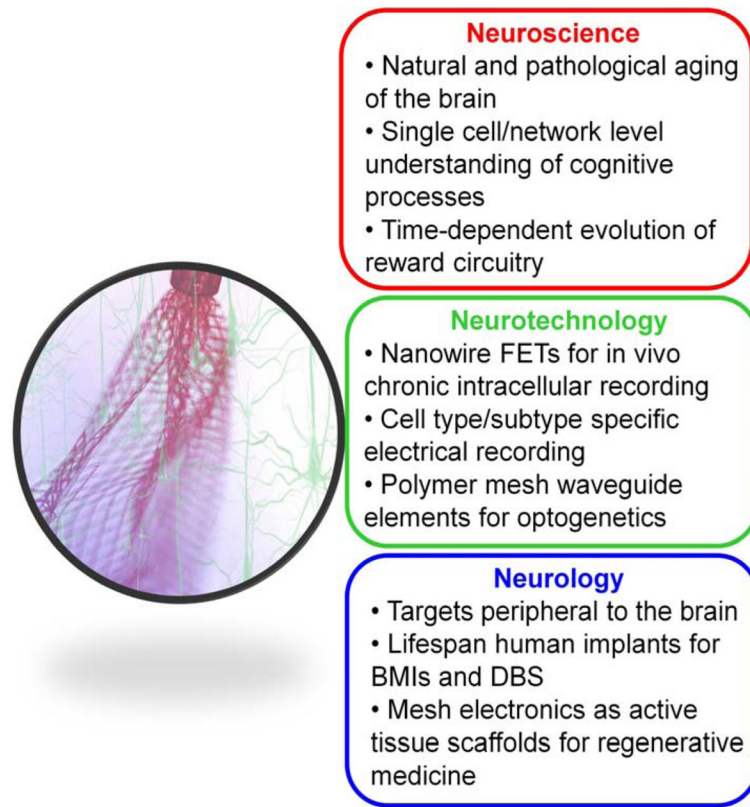 Neuroscience
• Natural and pathological aging
of the brain
• Single cell/network level
understanding of cognitive
processes
• Time-dependent evolution of
reward circuitry
Neurotechnology
• Nanowire FETs for in vivo
chronic intracellular recording
• Cell type/subtype specific
electrical recording
• Polymer mesh waveguide
elements for optogenetics
Neurology
• Targets peripheral to the brain
• Lifespan human implants for
BMIs and DBS
• Mesh electronics as active
tissue scaffolds for regenerative
medicine